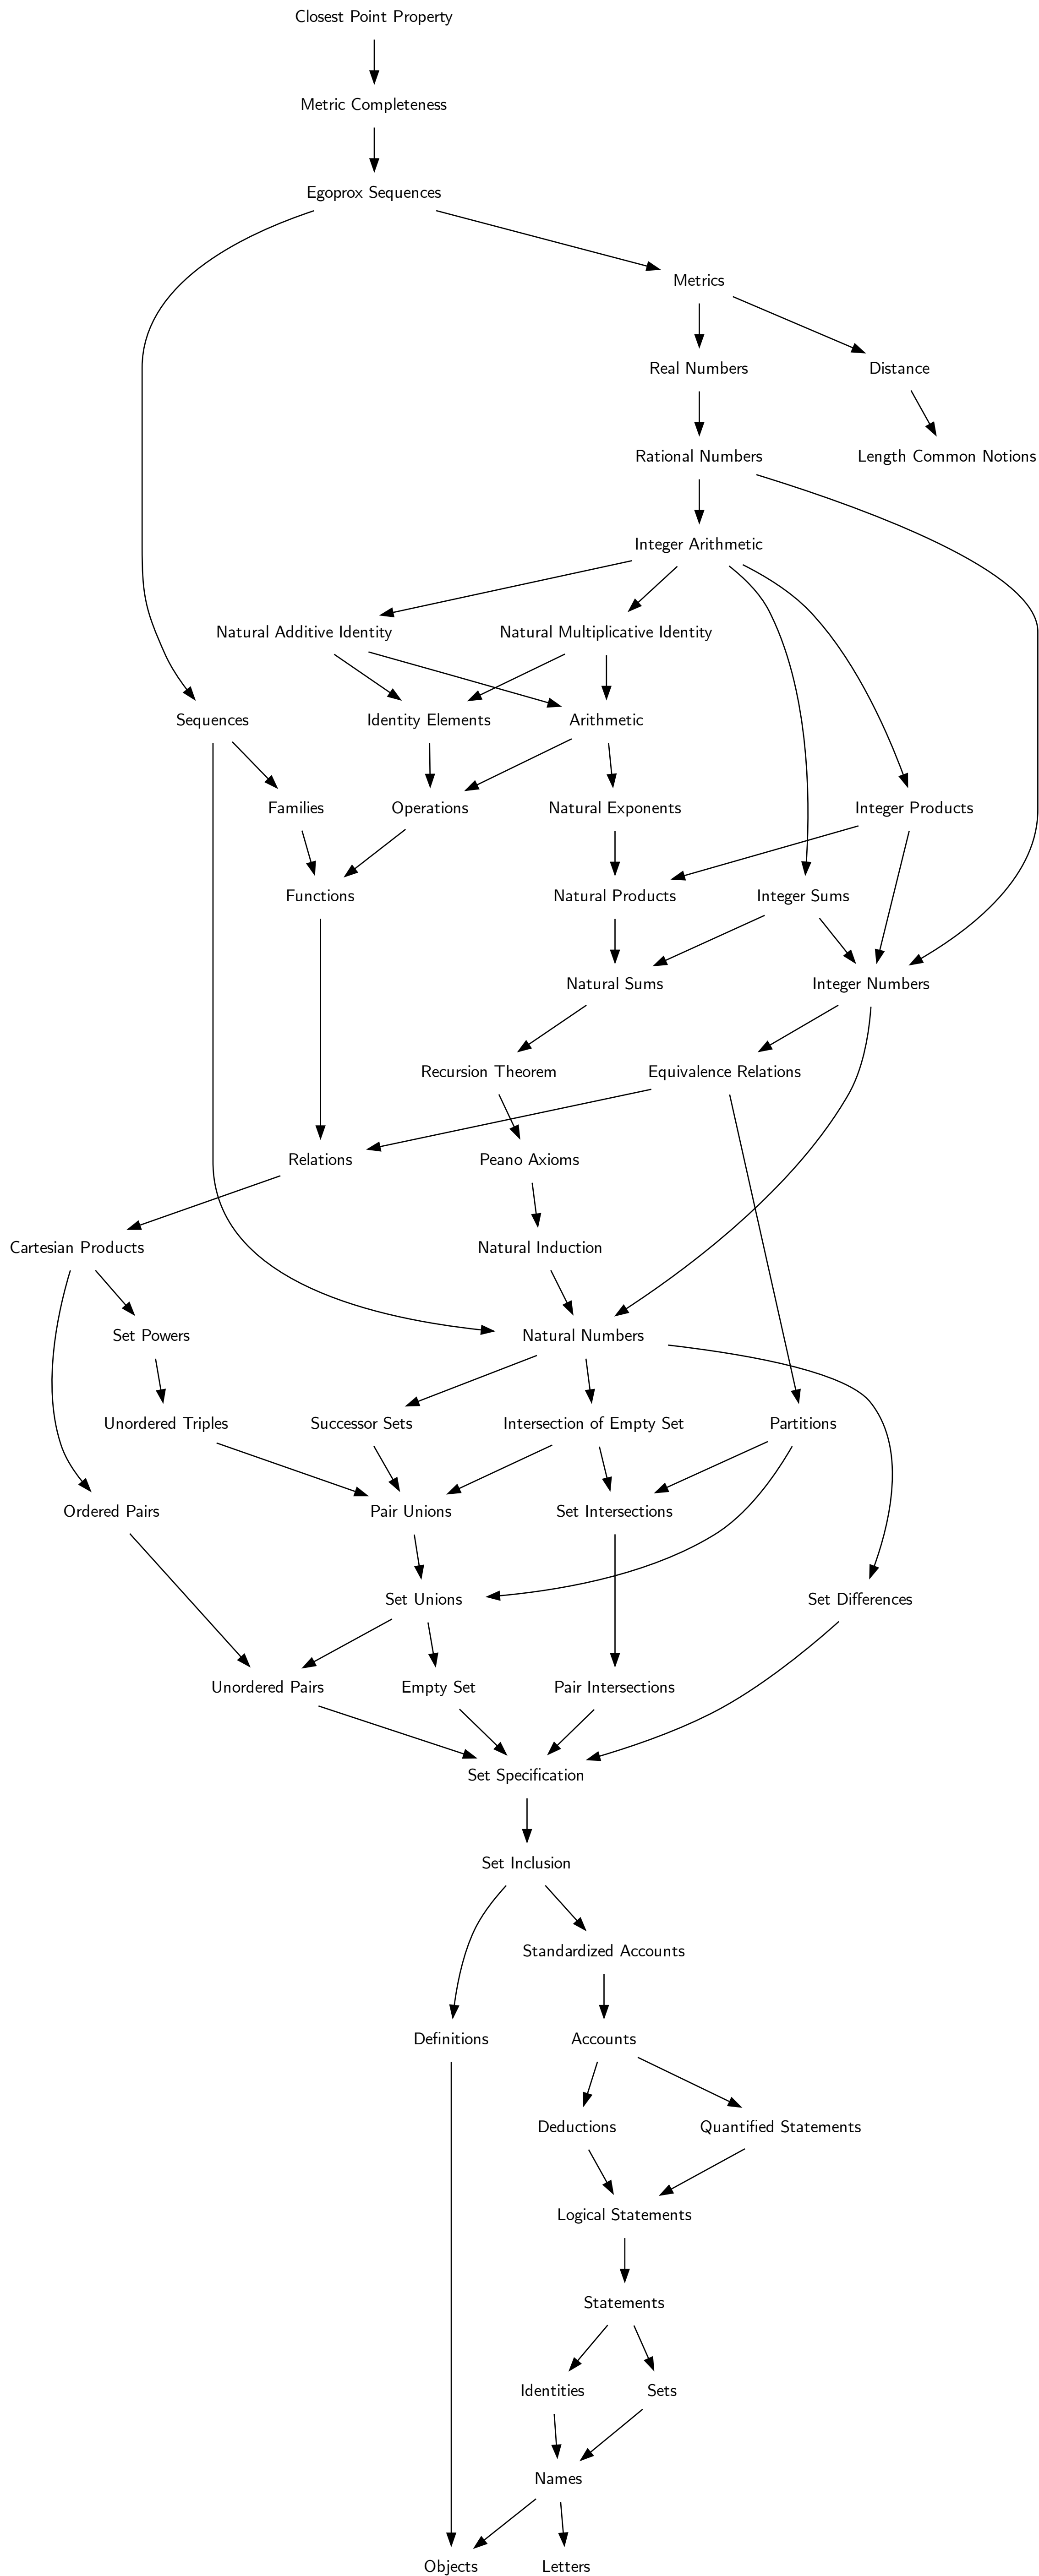 Closest Point Property
Metric Completeness
Egoprox Sequences
Metrics
Real Numbers
Distance
Rational Numbers
Length Common Notions
Integer Arithmetic
Natural Additive Identity
Natural Multiplicative Identity
Sequences
Identity Elements
Arithmetic
Families
Operations
Natural Exponents
Integer Products
Functions
Natural Products
Integer Sums
Natural Sums
Integer Numbers
Recursion Theorem
Equivalence Relations
Relations
Peano Axioms
Cartesian Products
Natural Induction
Set Powers
Natural Numbers
Unordered Triples
Successor Sets
Intersection of Empty Set
Partitions
Ordered Pairs
Pair Unions
Set Intersections
Set Unions
Set Differences
Unordered Pairs
Empty Set
Pair Intersections
Set Specification
Set Inclusion
Standardized Accounts
Definitions
Accounts
Deductions
Quantified Statements
Logical Statements
Statements
Identities
Sets
Names
Objects
Letters